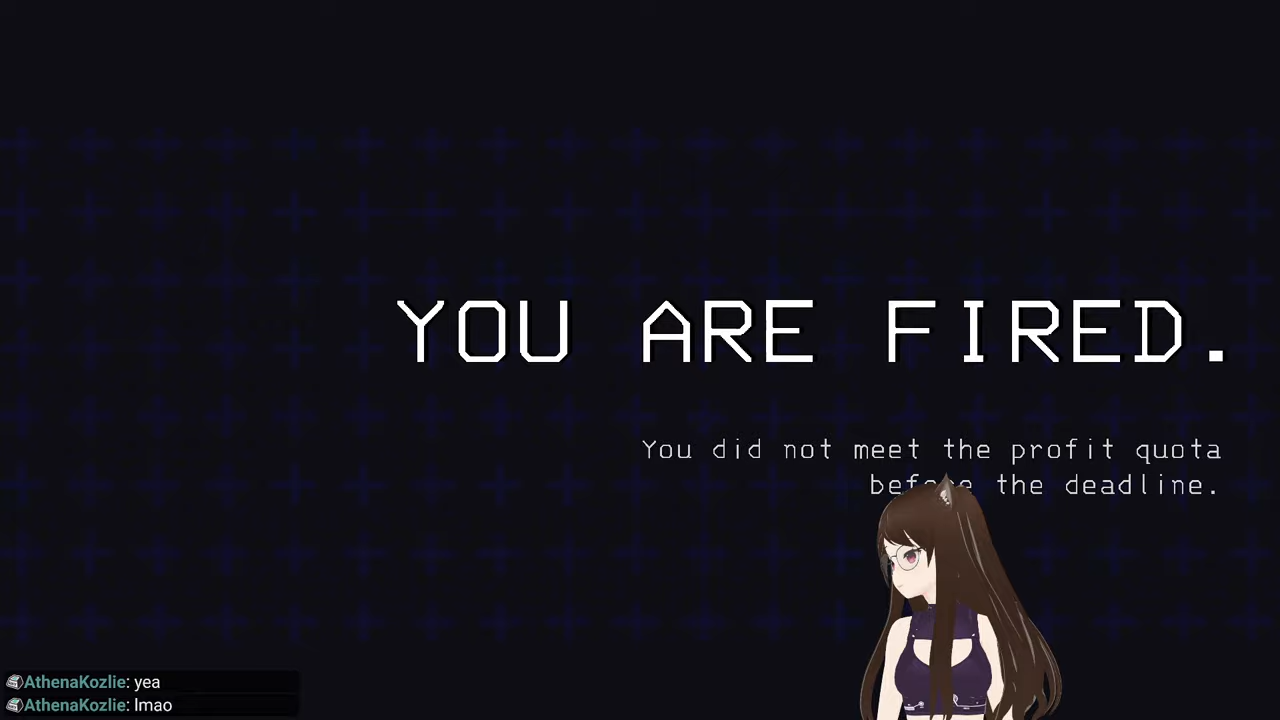 YOU ARE FIRED.
You did not meet the profit quota
before the deadline.
AthenaKozlie: yea
AthenaKozlie: lmao